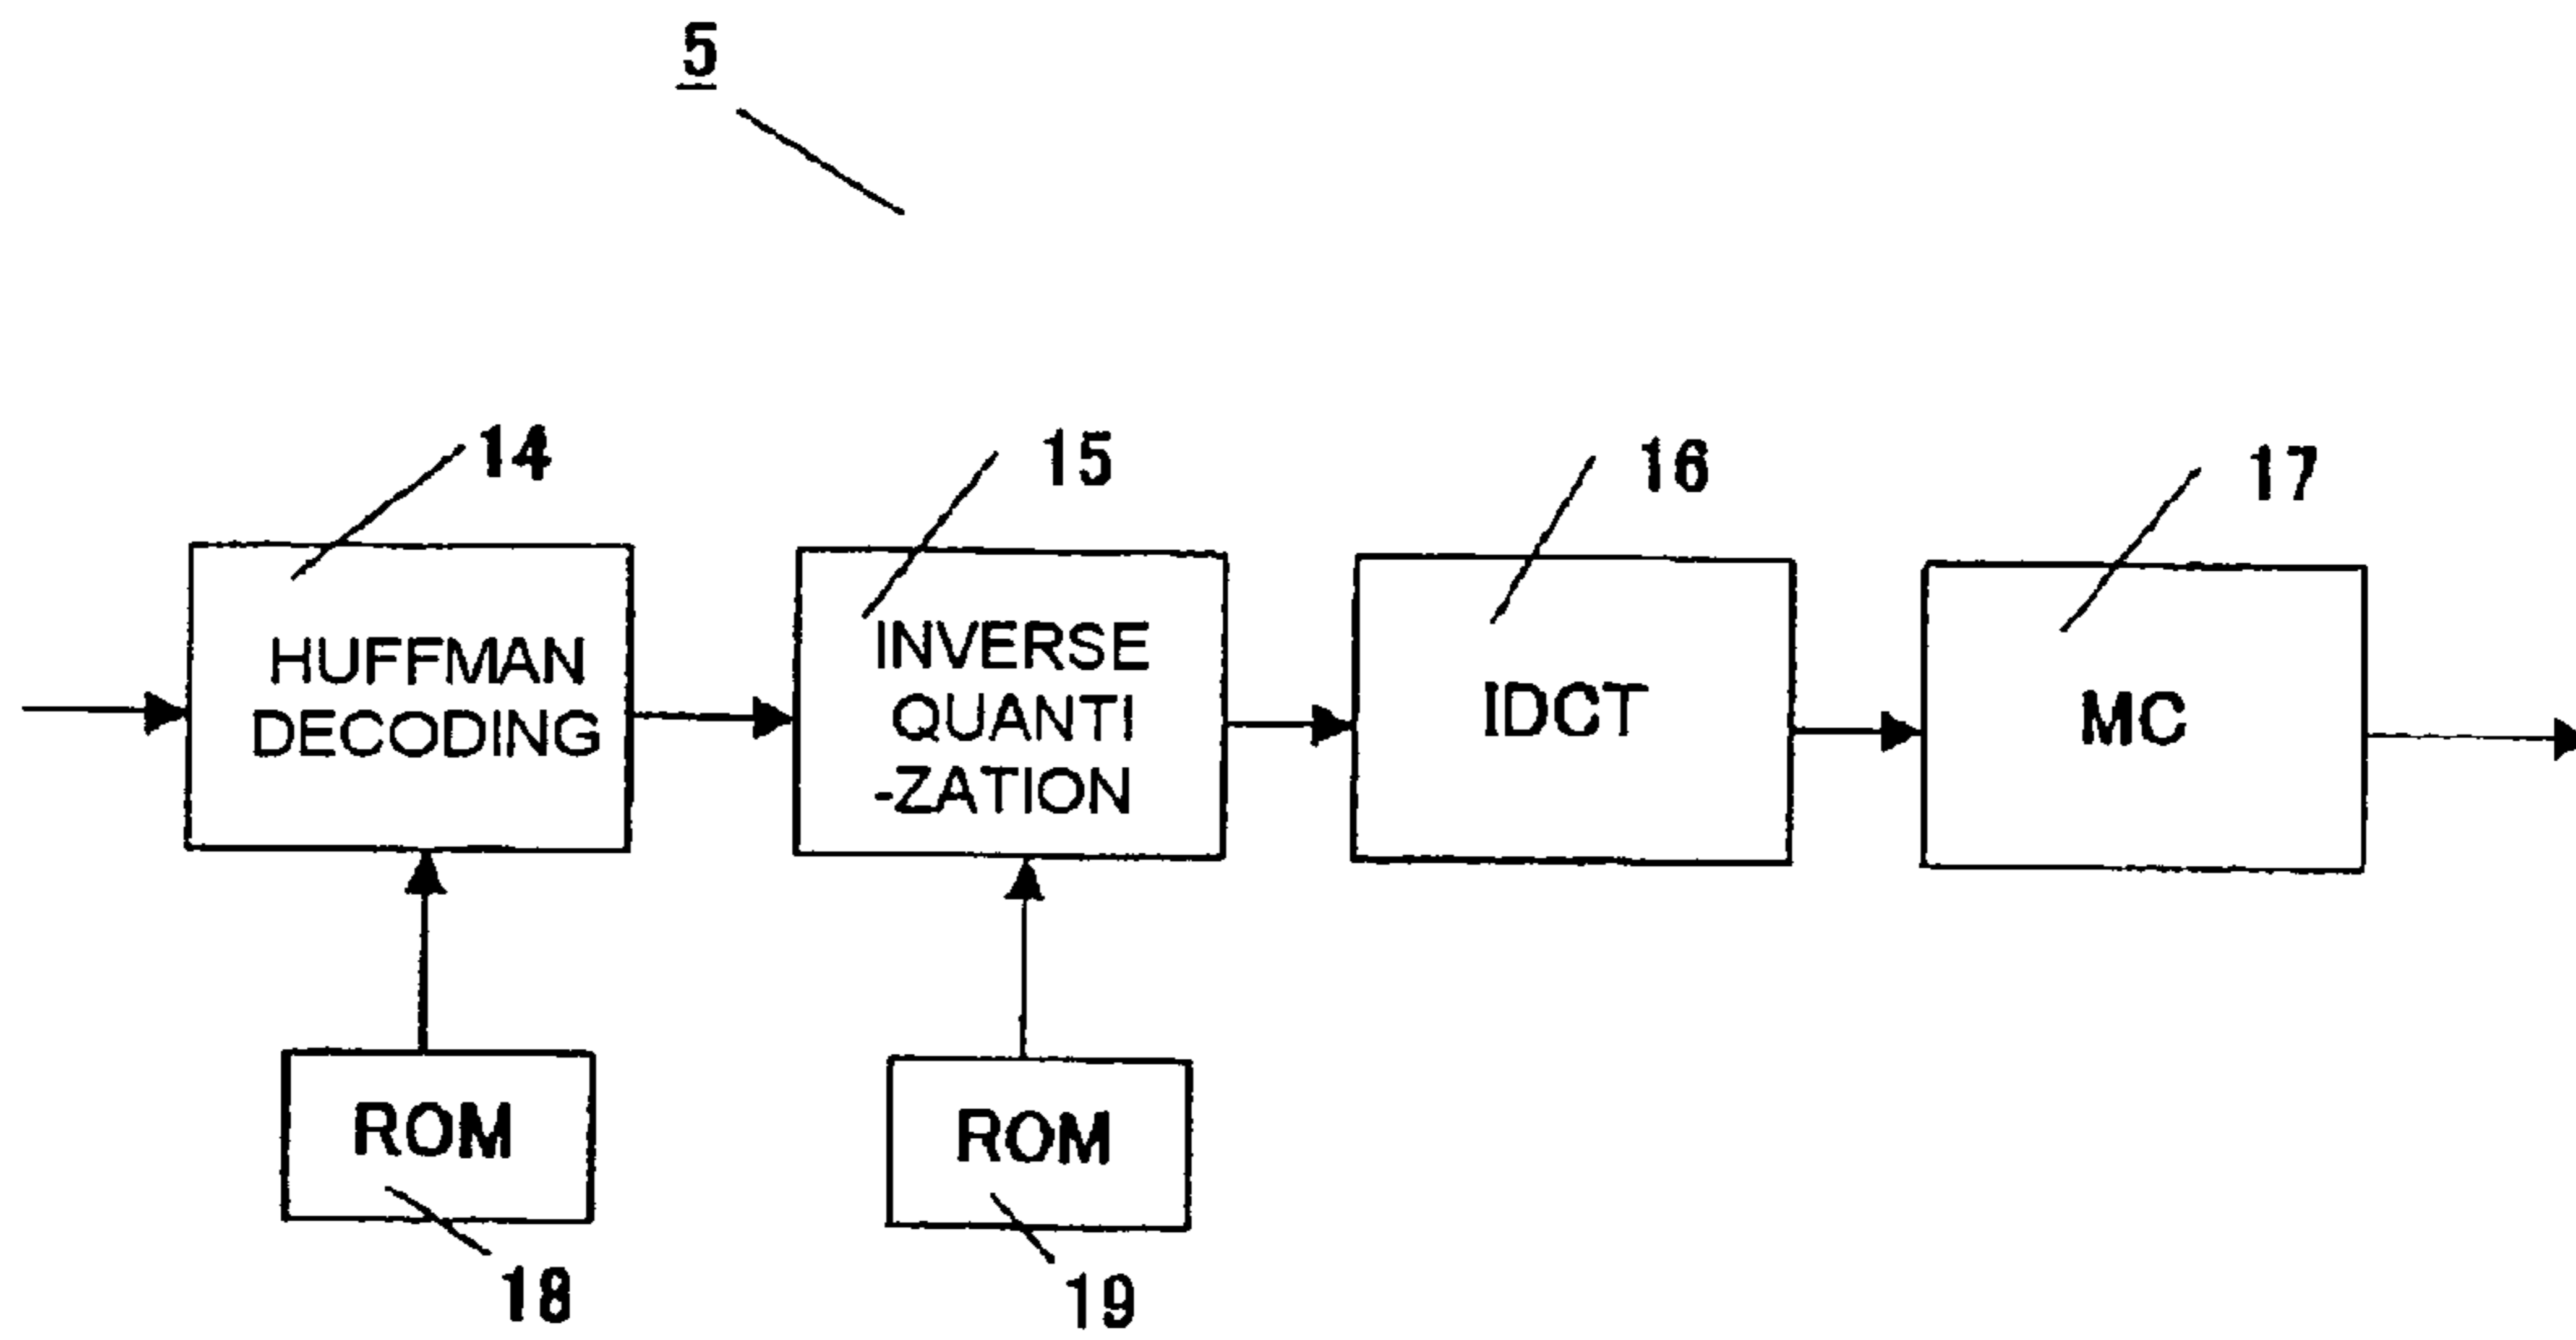 5
14
15
16
17
HUFFMAN
DECODING
INVERSE
QUANTI
-ZATION
IDCT
MC
ROM
ROM
18
19